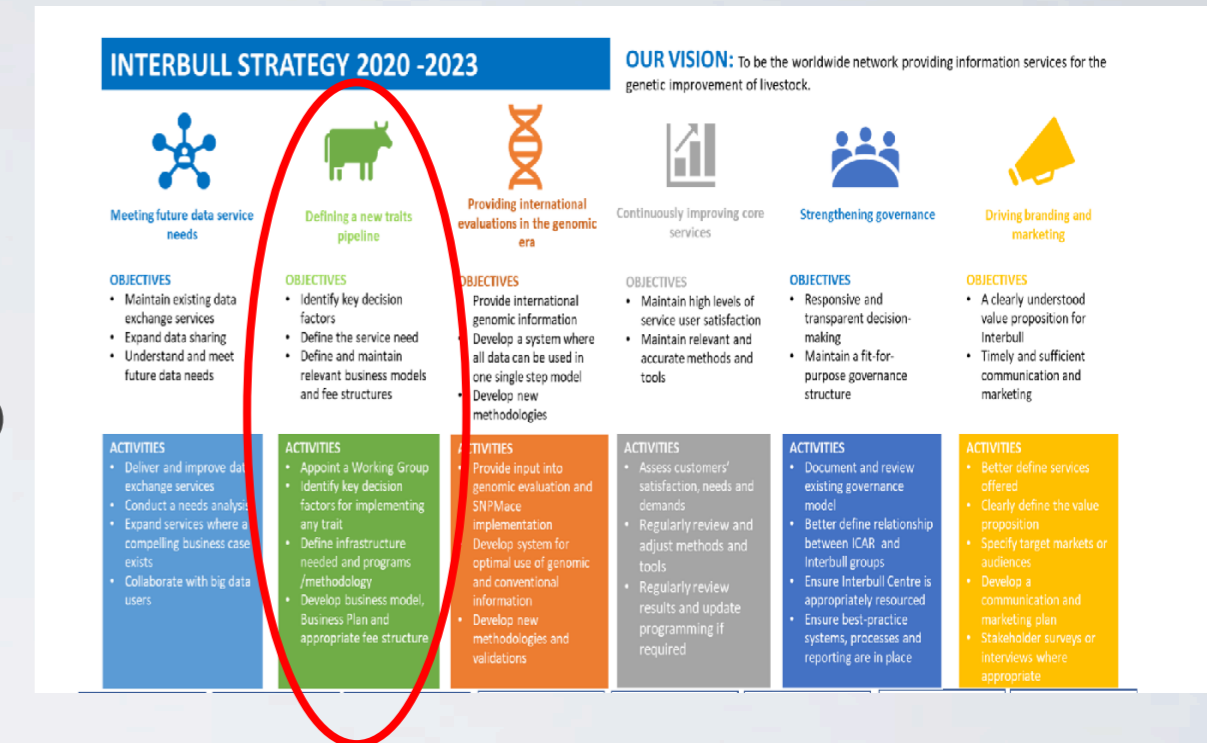 INTERBULL STRATEGY 2020 -2023
OUR VISION: To be the worldwide network providing information services for the
genetic improvement of livestock.
Meeting future data service
needs
OBJECTIVES
• Maintain existing data
exchange services
• Expand data sharing
• Understand and meet
future data needs
ACTIVITIES
• Deliver and improve data
exchange services
• Conduct a needs analysis
• Expand services where a
compelling business case
exists
• Collaborate with big data
users
Defining a new traits
pipeline
OBJECTIVES
• Identify key decision
factors
• Define the service need
• Define and maintain
relevant business models
and fee structures
ACTIVITIES
• Appoint a Working Group
• Identify key decision
factors for implementing
any trait
• Define infrastructure
needed and programs
/methodology
• Develop business model,
Business Plan and
appropriate fee structure
Providing international
evaluations in the genomic
era
OBJECTIVES
Provide international
genomic information
• Develop a system where
all data can be used in
one single step model
• Develop new
methodologies
ACTIVITIES
• Provide input into
genomic evaluation and
SNPMace
implementation
Develop system for
optimal use of genomic
and conventional
information
• Develop new
methodologies and
validations
Continuously improving core
services
OBJECTIVES
• Maintain high levels of
service user satisfaction
• Maintain relevant and
accurate methods and
tools
ACTIVITIES
• Assess customers'
satisfaction, needs and
demands
• Regularly review and
adjust methods and
tools
• Regularly review
results and update
programming if
required
Strengthening governance
OBJECTIVES
• Responsive and
transparent decision-
making
• Maintain a fit-for-
purpose governance
structure
ACTIVITIES
• Document and review
existing governance
model
• Better define relationship
between ICAR and
Interbull groups
• Ensure Interbull Centre is
appropriately resourced
• Ensure best-practice
systems, processes and
reporting are in place
Driving branding and
marketing
OBJECTIVES
• A clearly understood
value proposition for
Interbull
• Timely and sufficient
communication and
marketing
ACTIVITIES
• Better define services
offered
• Clearly define the value
proposition
• Specify target markets or
audiences
• Develop a
communication and
marketing plan
• Stakeholder surveys or
interviews where
appropriate